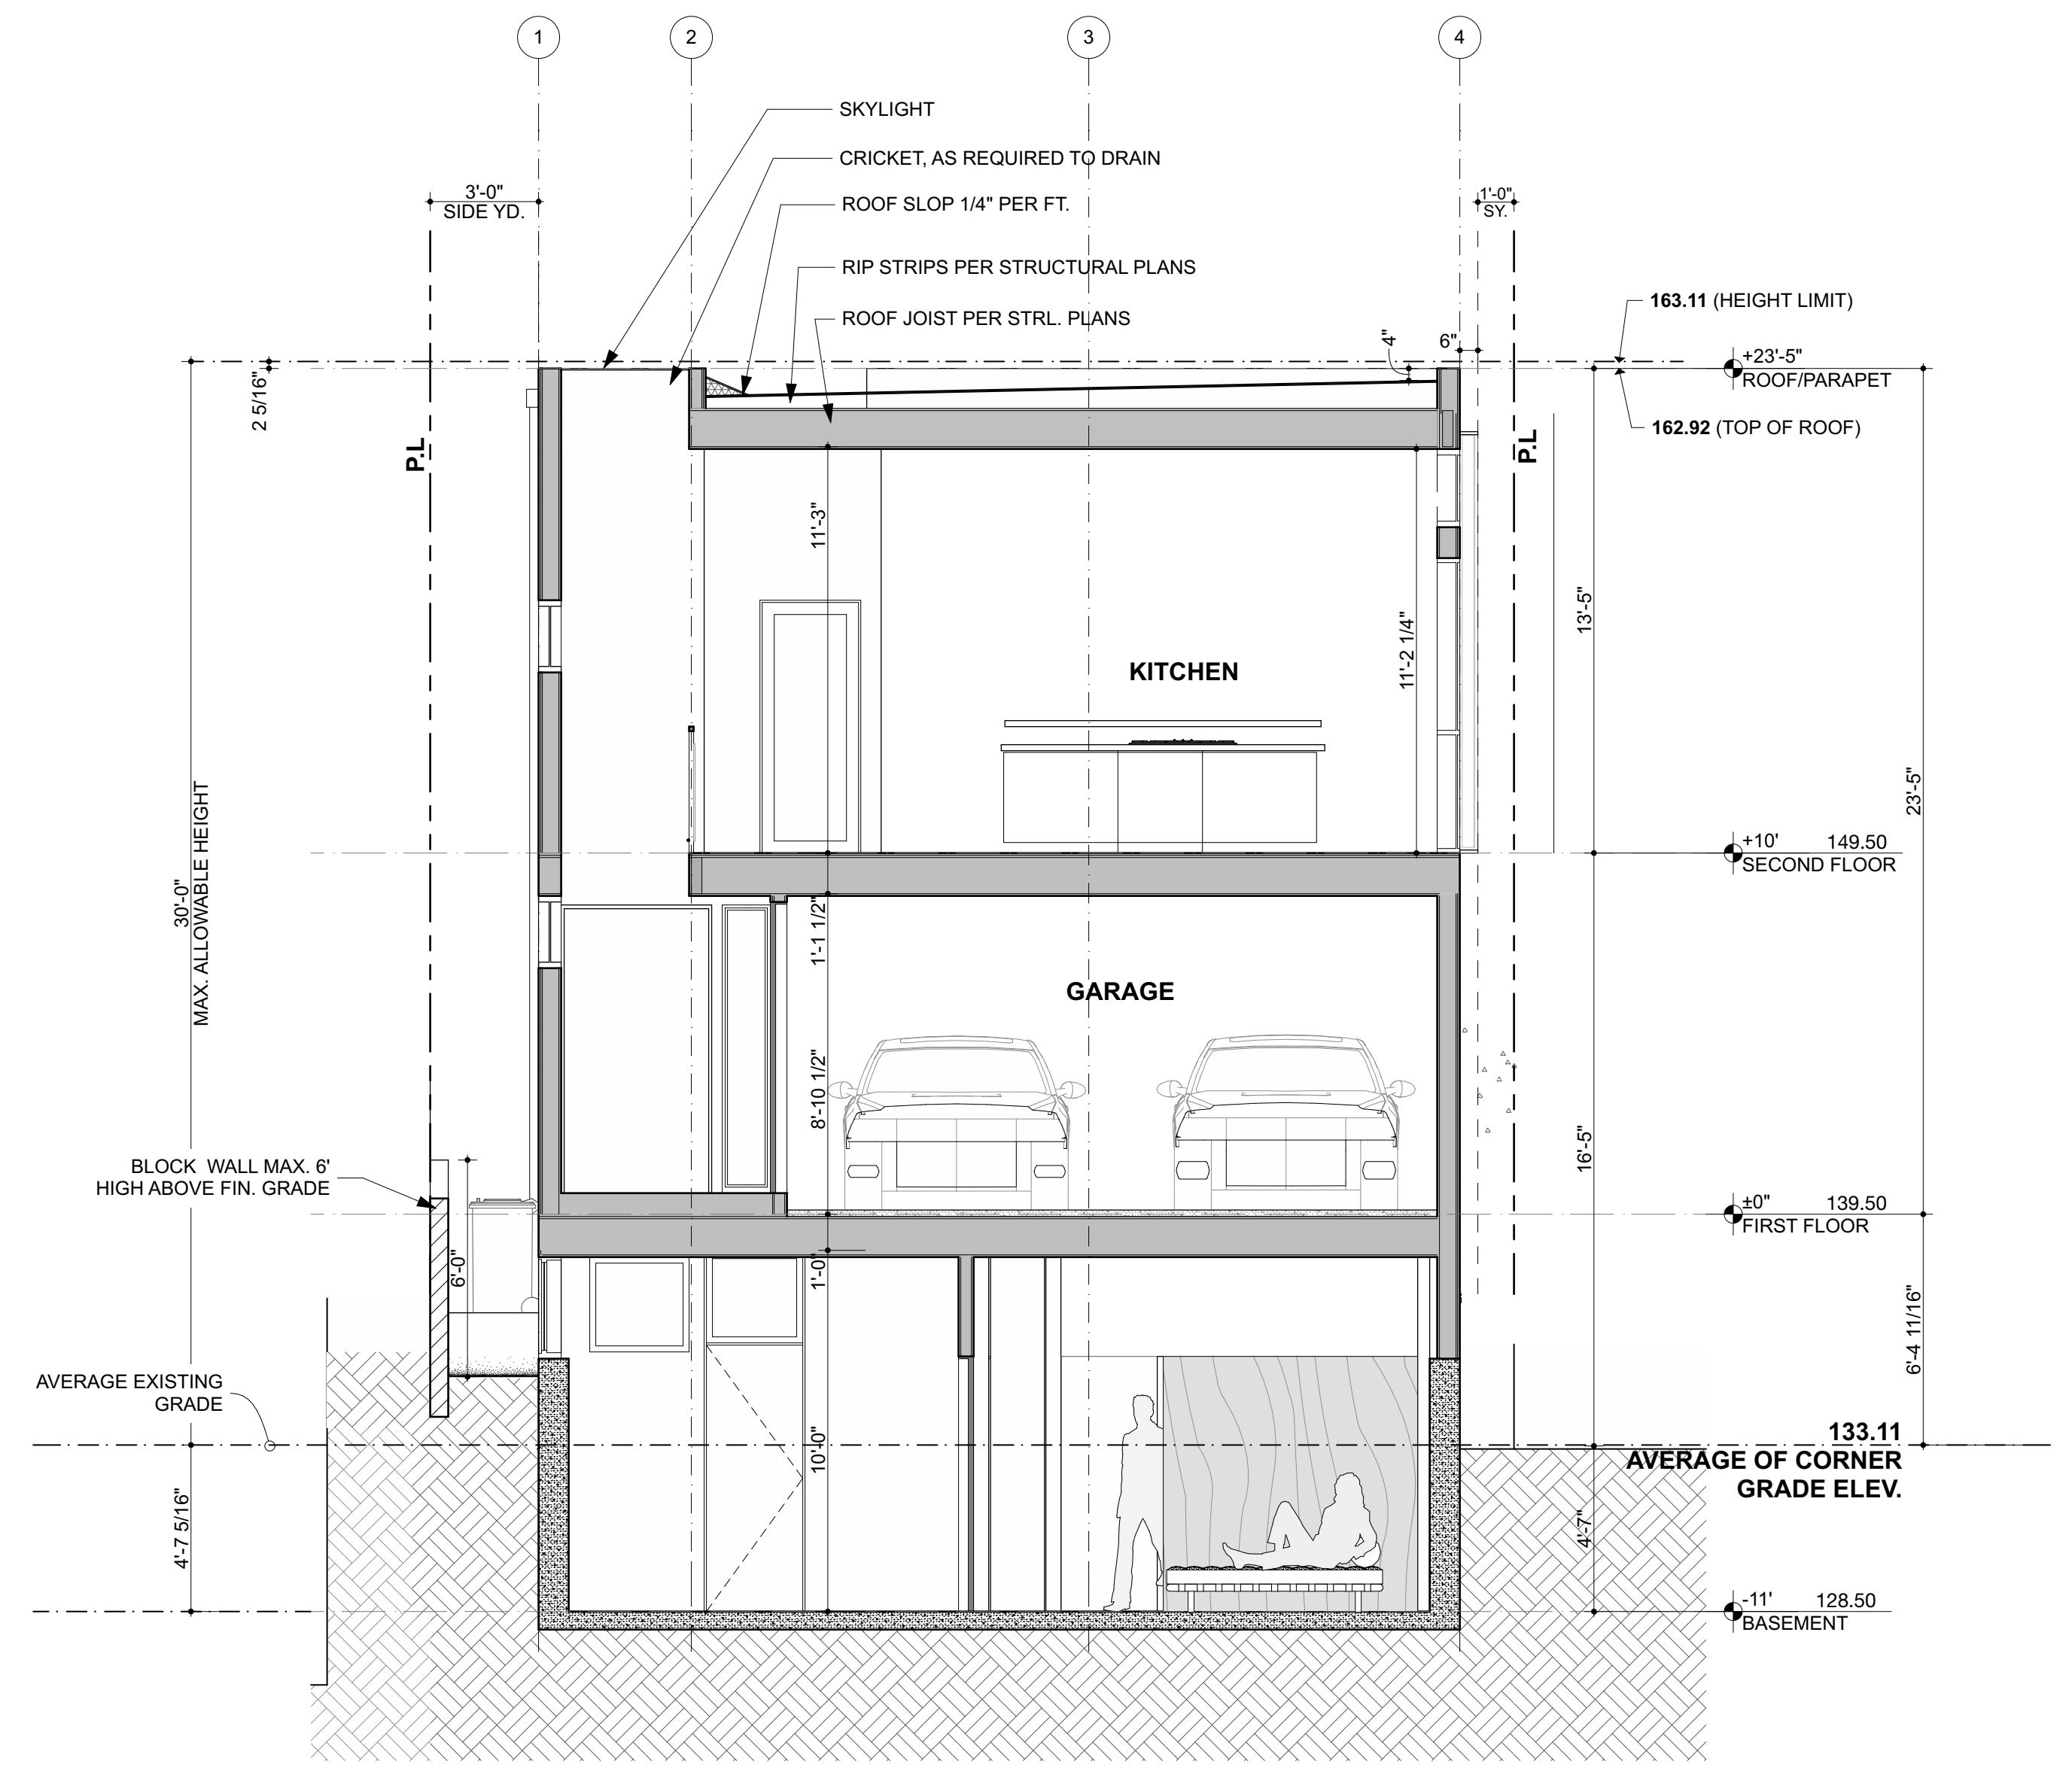 1
2
3
4
SKYLIGHT
CRICKET, AS REQUIRED TO DRAIN
3'-0"
SIDE YD.
1'-0"
SY.
ROOF SLOP 1/4" PER FT.
RIP STRIPS PER STRUCTURAL PLANS
ROOF JOIST PER STRL. PLANS
163.11 (HEIGHT LIMIT)
4"
6"
+23'-5"
ROOF/PARAPET
2 5/16"
162.92 (TOP OF ROOF)
P.L
P.L
11'-3"
13'-5"
11'-2 1/4"
KITCHEN
23'-5"
+10'
149.50
SECOND FLOOR
30'-0"
MAX. ALLOWABLE HEIGHT
1'-1 1/2"
GARAGE
8'-10 1/2"
16'-5"
BLOCK  WALL MAX. 6'
HIGH ABOVE FIN. GRADE
±0"
139.50
FIRST FLOOR
6'-0"
1'-0"
6'-4 11/16"
AVERAGE EXISTING
GRADE
10'-0"
133.11
AVERAGE OF CORNER
GRADE ELEV.
4'-7 5/16"
4'-7"
-11'
128.50
BASEMENT